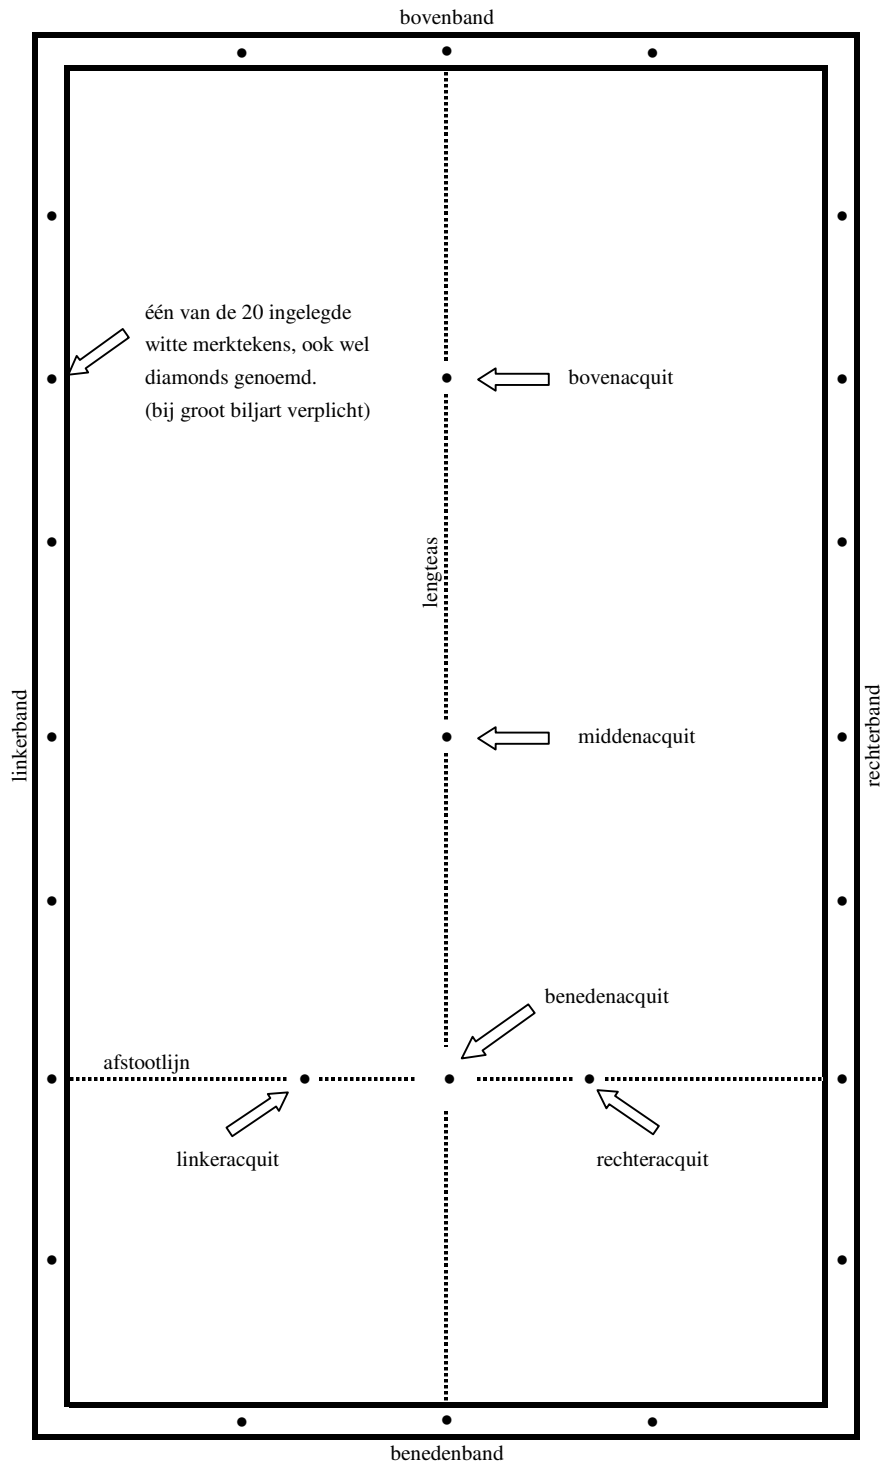 bovenband
één van de 20 ingelegde
witte merktekens, ook wel
diamonds genoemd.
(bij groot biljart verplicht)
bovenacquit
lengteas
linkerband
rechterband
middenacquit
benedenacquit
afstootlijn
linkeracquit
rechteracquit
benedenband